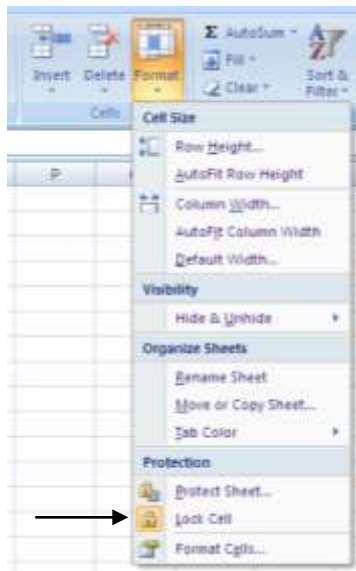 Σ AutoSum
Insert Delete Format
Fill
Clear
Sort &
Filter
Cells
Cell Size
Row Height...
AutoFit Row Height
P
Column Width...
AutoFit Column Width
Default Width...
Visibility
Hide & Unhide
Organize Sheets
Rename Sheet
Move or Copy Sheet...
Tab Color
Protection
Protect Sheet...
Lock Cell
Format Cells...